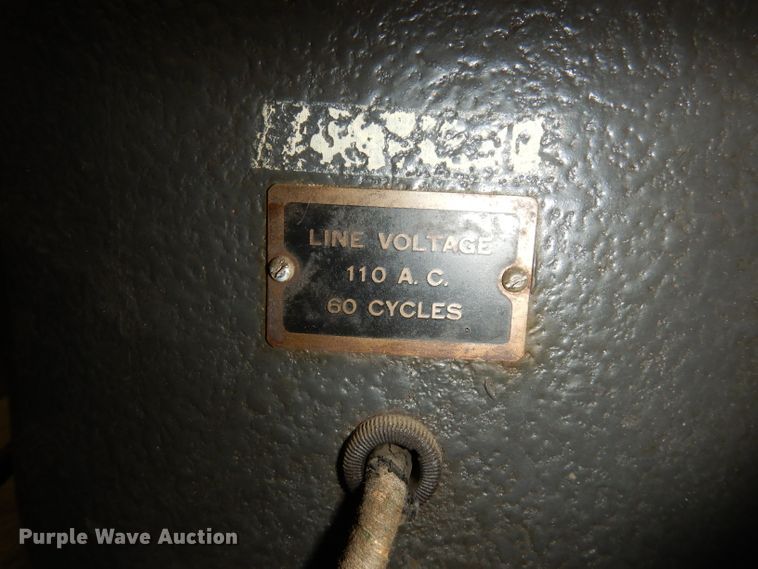 LINE VOLTAGE
110 A. C.
60 CYCLES
Purple Wave Auction